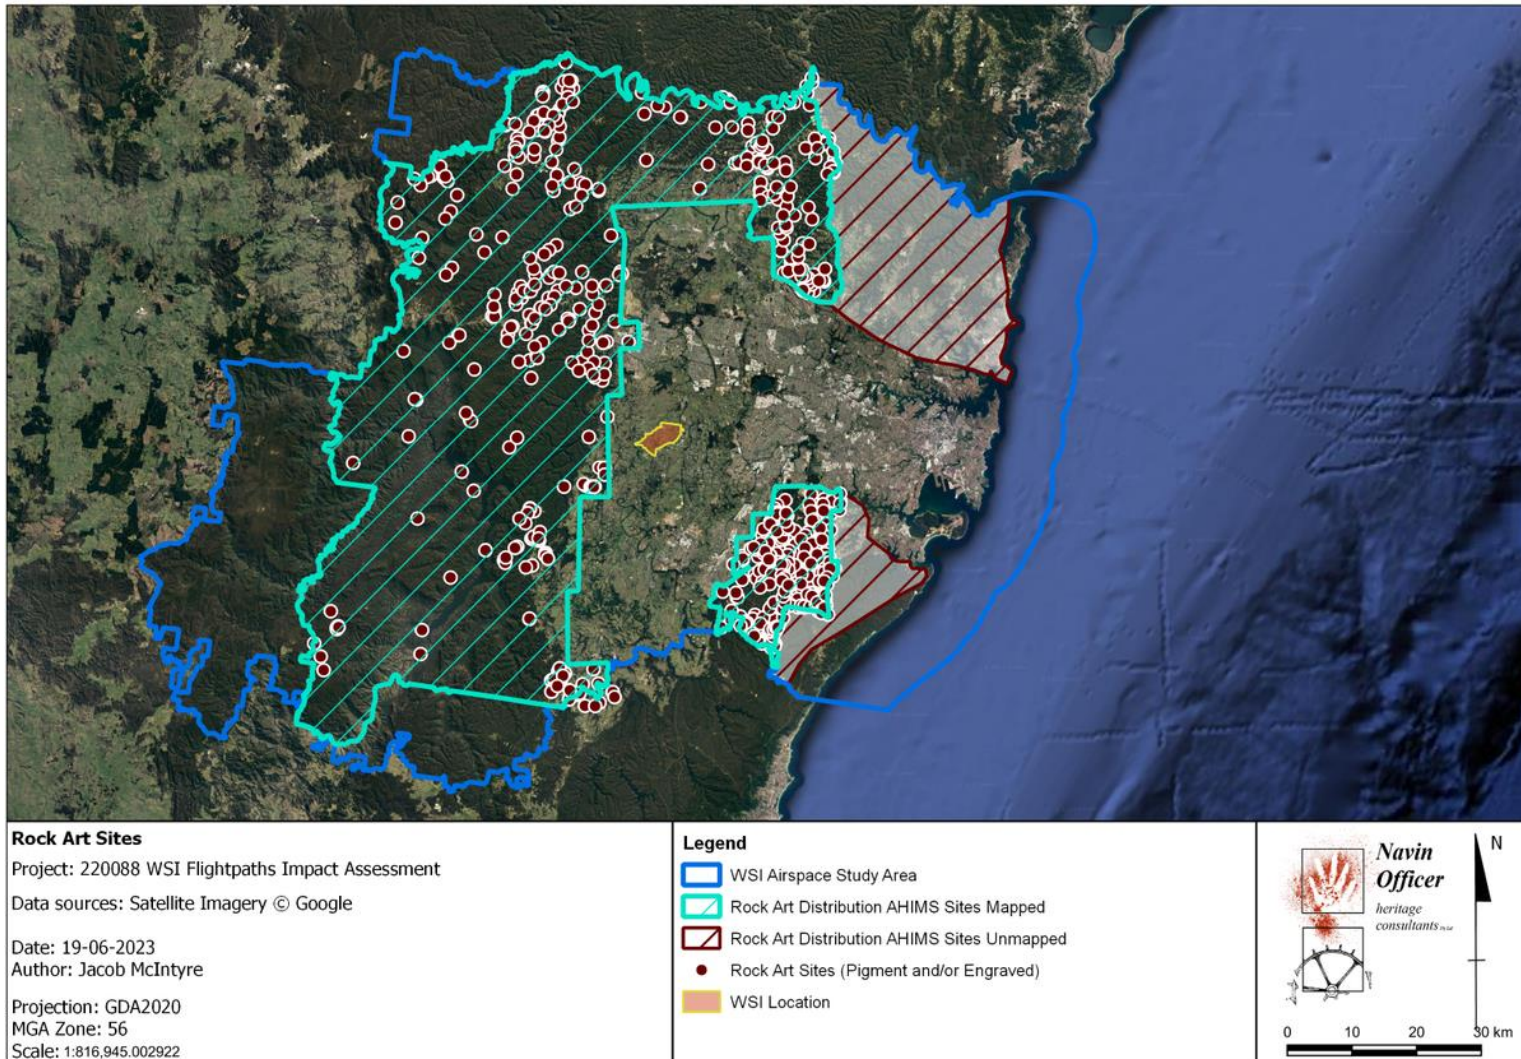 Rock Art Sites
Project: 220088 WSI Flightpaths Impact Assessment
Data sources: Satellite Imagery © Google
Date: 19-06-2023
Author: Jacob McIntyre
Projection: GDA2020
MGA Zone: 56
Scale: 1:816,945.002922
Legend
WSI Airspace Study Area
Rock Art Distribution AHIMS Sites Mapped
Rock Art Distribution AHIMS Sites Unmapped
Rock Art Sites (Pigment and/or Engraved)
WSI Location
Navin
Officer
heritage
consultants
N
0 10 20 30 km